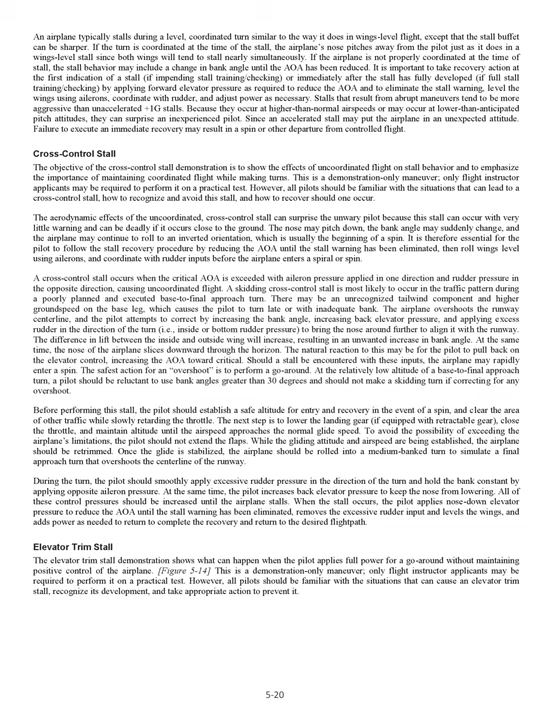 An airplane typically stalls during a level, coordinated turn similar to the way it does in wings-level flight, except that the stall buffet
can be sharper. If the turn is coordinated at the time of the stall, the airplane's nose pitches away from the pilot just as it does in a
wings-level stall since both wings will tend to stall nearly simultaneously. If the airplane is not properly coordinated at the time of
stall, the stall behavior may include a change in bank angle until the AOA has been reduced. It is important to take recovery action at
the first indication of a stall (if impending stall training/checking) or immediately after the stall has fully developed (if full stall
training/checking) by applying forward elevator pressure as required to reduce the AOA and to eliminate the stall warning, level the
wings using ailerons, coordinate with rudder, and adjust power as necessary. Stalls that result from abrupt maneuvers tend to be more
aggressive than unaccelerated +1G stalls. Because they occur at higher-than-normal airspeeds or may occur at lower-than-anticipated
pitch attitudes, they can surprise an inexperienced pilot. Since an accelerated stall may put the airplane in an unexpected attitude.
Failure to execute an immediate recovery may result in a spin or other departure from controlled flight.
Cross-Control Stall
The objective of the cross-control stall demonstration is to show the effects of uncoordinated flight on stall behavior and to emphasize
the importance of maintaining coordinated flight while making turns. This is a demonstration-only maneuver; only flight instructor
applicants may be required to perform it on a practical test. However, all pilots should be familiar with the situations that can lead to a
cross-control stall, how to recognize and avoid this stall, and how to recover should one occur.
The aerodynamic effects of the uncoordinated, cross-control stall can surprise the unwary pilot because this stall can occur with very
little warning and can be deadly if it occurs close to the ground. The nose may pitch down, the bank angle may suddenly change, and
the airplane may continue to roll to an inverted orientation, which is usually the beginning of a spin. It is therefore essential for the
pilot to follow the stall recovery procedure by reducing the AOA until the stall warning has been eliminated, then roll wings level
using ailerons, and coordinate with rudder inputs before the airplane enters a spiral or spin.
A cross-control stall occurs when the critical AOA is exceeded with aileron pressure applied in one direction and rudder pressure in
the opposite direction, causing uncoordinated flight. A skidding cross-control stall is most likely to occur in the traffic pattern during
a poorly planned and executed base-to-final approach turn. There may be an unrecognized tailwind component and higher
groundspeed on the base leg, which causes the pilot to turn late or with inadequate bank. The airplane overshoots the runway
centerline, and the pilot attempts to correct by increasing the bank angle, increasing back elevator pressure, and applying excess
rudder in the direction of the turn (i.e., inside or bottom rudder pressure) to bring the nose around further to align it with the runway.
The difference in lift between the inside and outside wing will increase, resulting in an unwanted increase in bank angle. At the same
time, the nose of the airplane slices downward through the horizon. The natural reaction to this may be for the pilot to pull back on
the elevator control, increasing the AOA toward critical. Should a stall be encountered with these inputs, the airplane may rapidly
enter a spin. The safest action for an "overshoot" is to perform a go-around. At the relatively low altitude of a base-to-final approach
turn, a pilot should be reluctant to use bank angles greater than 30 degrees and should not make a skidding turn if correcting for any
overshoot.
Before performing this stall, the pilot should establish a safe altitude for entry and recovery in the event of a spin, and clear the area
of other traffic while slowly retarding the throttle. The next step is to lower the landing gear (if equipped with retractable gear), close
the throttle, and maintain altitude until the airspeed approaches the normal glide speed. To avoid the possibility of exceeding the
airplane's limitations, the pilot should not extend the flaps. While the gliding attitude and airspeed are being established, the airplane
should be retrimmed. Once the glide is stabilized, the airplane should be rolled into a medium-banked turn to simulate a final
approach turn that overshoots the centerline of the runway.
During the turn, the pilot should smoothly apply excessive rudder pressure in the direction of the turn and hold the bank constant by
applying opposite aileron pressure. At the same time, the pilot increases back elevator pressure to keep the nose from lowering. All of
these control pressures should be increased until the airplane stalls. When the stall occurs, the pilot applies nose-down elevator
pressure to reduce the AOA until the stall warning has been eliminated, removes the excessive rudder input and levels the wings, and
adds power as needed to return to complete the recovery and return to the desired flightpath.
Elevator Trim Stall
The elevator trim stall demonstration shows what can happen when the pilot applies full power for a go-around without maintaining
positive control of the airplane. [Figure 5-14] This is a demonstration-only maneuver; only flight instructor applicants may be
required to perform it on a practical test. However, all pilots should be familiar with the situations that can cause an elevator trim
stall, recognize its development, and take appropriate action to prevent it.
5-20